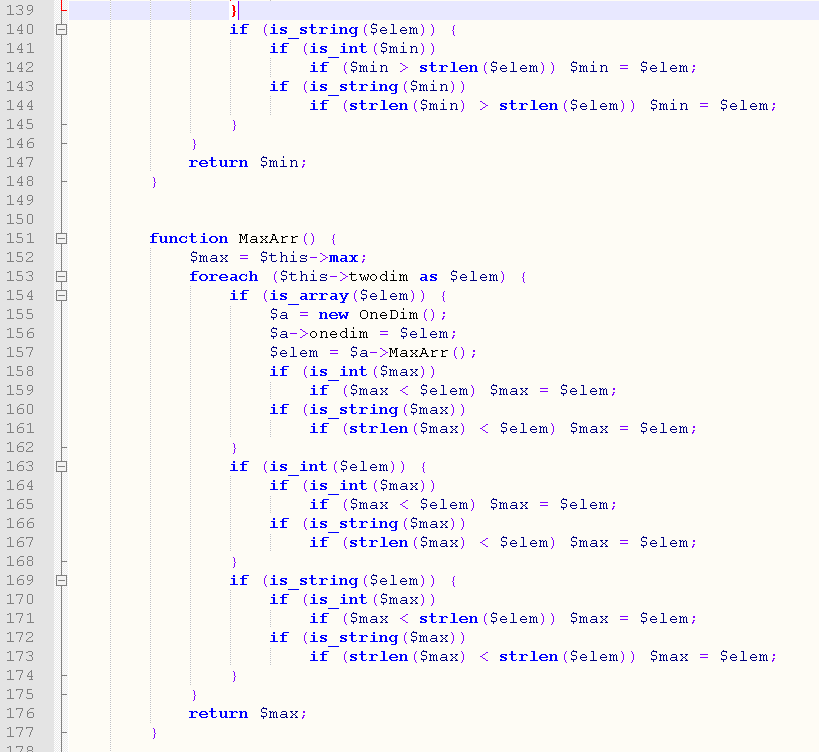 139 }
140 if (is_string($elem)) {
141 if (is_int($min))
142 if ($min > strlen($elem)) $min = $elem;
143 if (is_string($min))
144 if (strlen($min) > strlen($elem)) $min = $elem;
145 }
146 }
147 return $min;
148 }
149
150
151 function MaxArr() {
152 $max = $this->max;
153 foreach ($this->twodim as $elem) {
154 if (is_array($elem)) {
155 $a = new OneDim();
156 $a->onedim = $elem;
157 $elem = $a->MaxArr();
158 if (is_int($max))
159 if ($max < $elem) $max = $elem;
160 if (is_string($max))
161 if (strlen($max) < $elem) $max = $elem;
162 }
163 if (is_int($elem)) {
164 if (is_int($max))
165 if ($max < $elem) $max = $elem;
166 if (is_string($max))
167 if (strlen($max) < $elem) $max = $elem;
168 }
169 if (is_string($elem)) {
170 if (is_int($max))
171 if ($max < strlen($elem)) $max = $elem;
172 if (is_string($max))
173 if (strlen($max) < strlen($elem)) $max = $elem;
174 }
175 }
176 return $max;
177 }
178